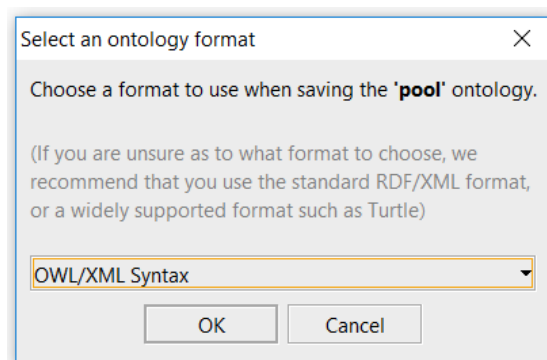 Select an ontology format
Choose a format to use when saving the 'pool' ontology.
(If you are unsure as to what format to choose, we
recommend that you use the standard RDF/XML format,
or a widely supported format such as Turtle)
OWL/XML Syntax
OK
Cancel